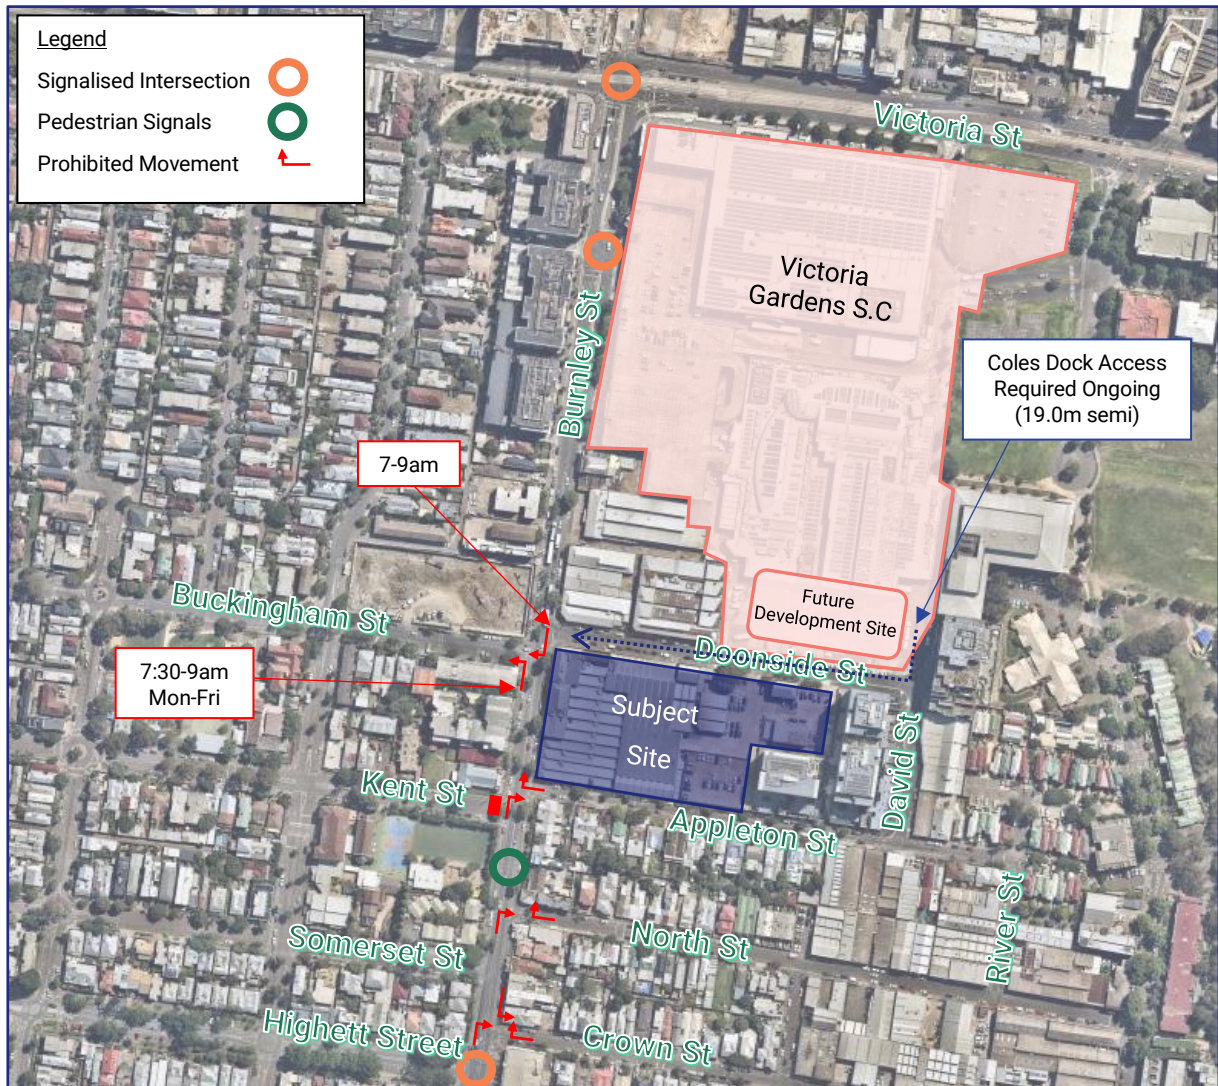 Legend
Signalised Intersection
Pedestrian Signals
Prohibited Movement
Victoria St
Victoria
Gardens S.C
Burnley St
Coles Dock Access
Required Ongoing
(19.0m semi)
7-9am
Buckingham St
Future
Development Site
Doonside St
7:30-9am
Mon-Fri
Subject
Site
David St
Kent St
Appleton St
River St
Somerset St
North St
Highett Street
Crown St